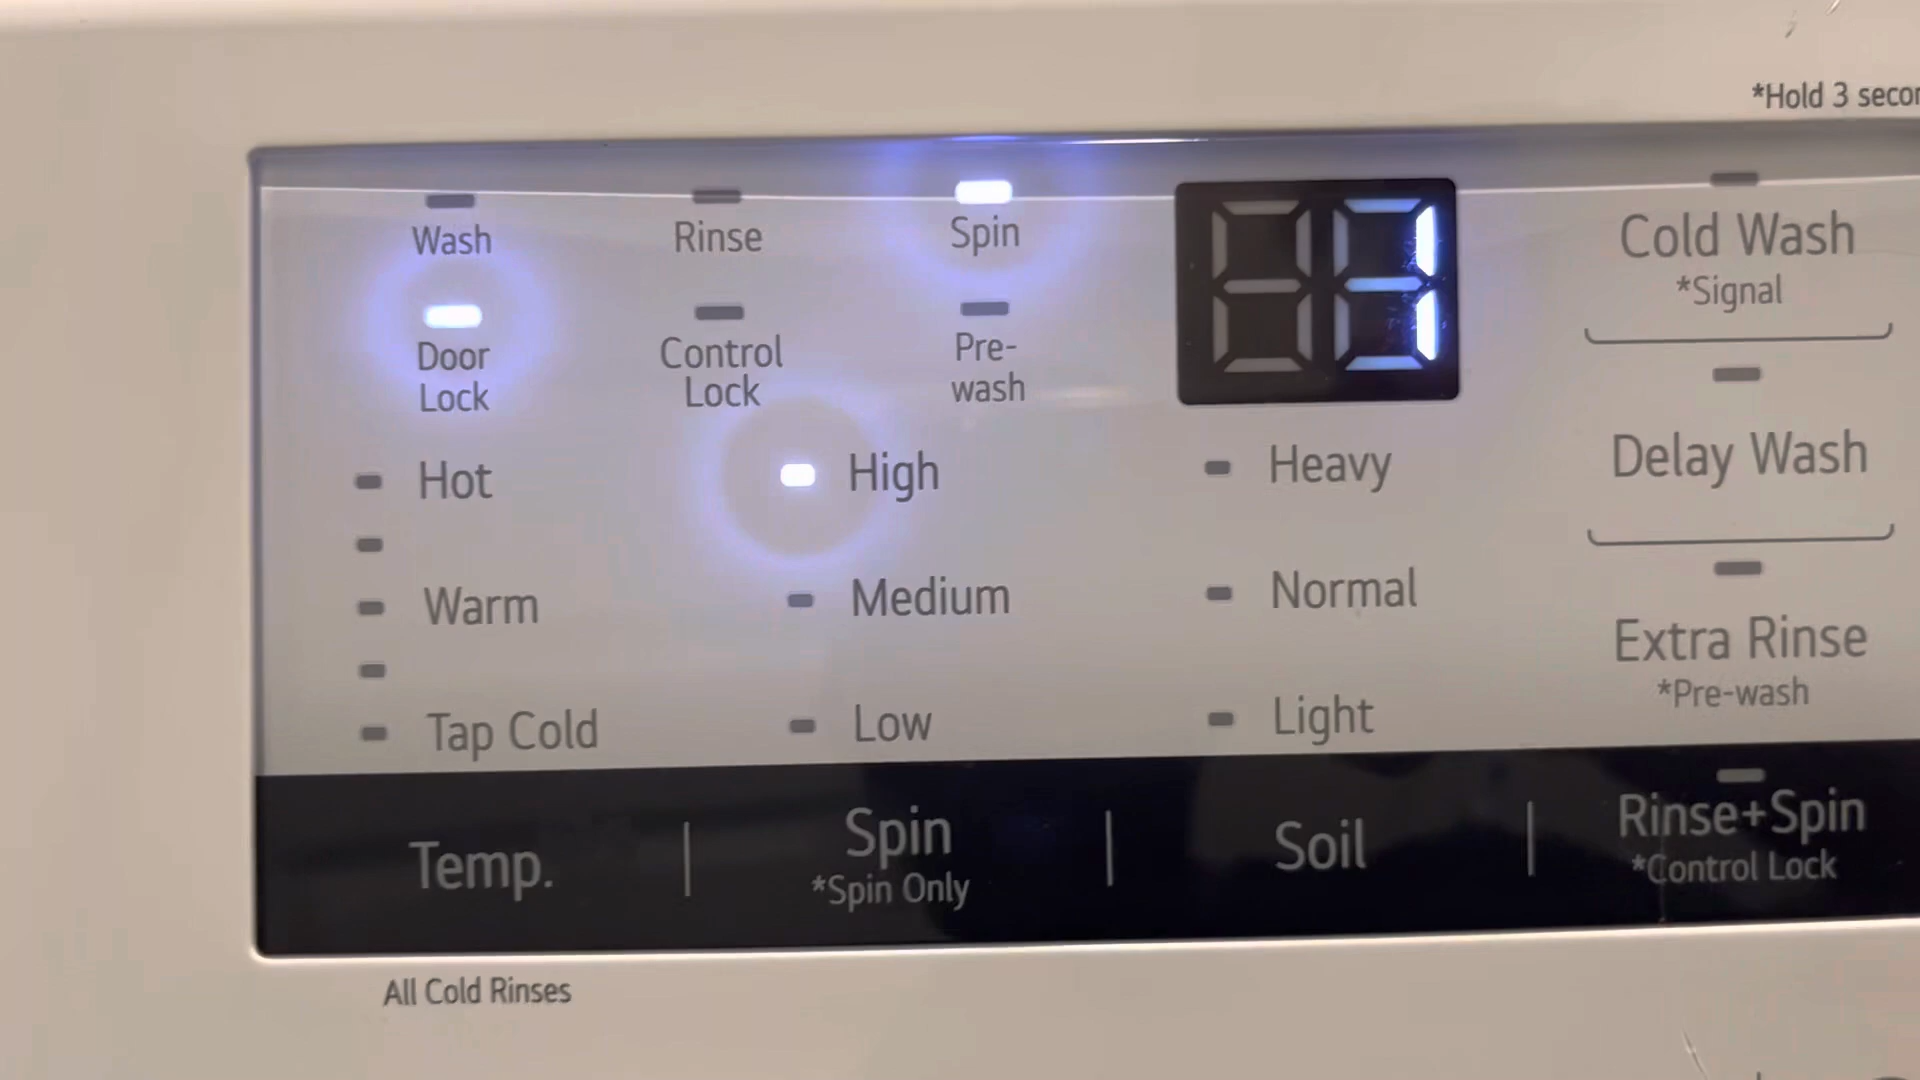 *Hold 3 secon
Wash
Rinse
Spin
1
Door
Lock
Control
Lock
Pre-
wash
Cold Wash
*Signal
Hot
High
Heavy
Delay Wash
Warm
Medium
Normal
Extra Rinse
*Pre-wash
Tap Cold
Low
Light
Temp.
Spin
*Spin Only
Soil
Rinse+Spin
*Control Lock
All Cold Rinses